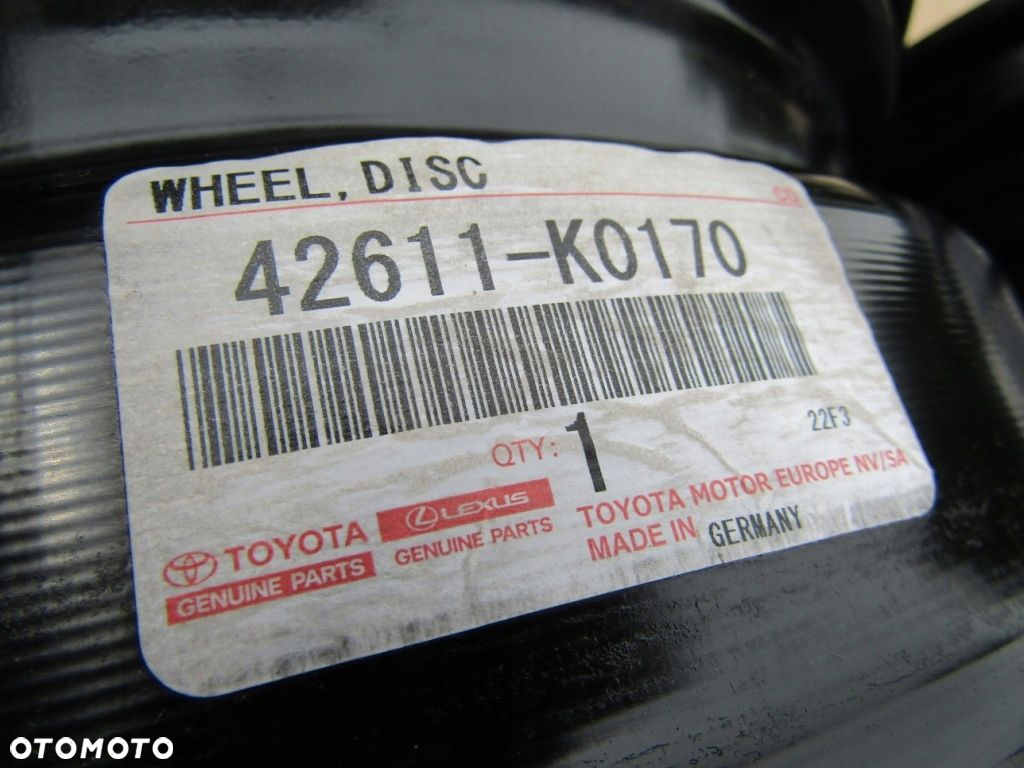 WHEEL, DISC
42611-K0170
22F3
QTY: 1
TOYOTA
GENUINE PARTS
LEXUS
GENUINE PARTS
TOYOTA MOTOR EUROPE NV/SA
MADE IN GERMANY
OTOMOTO